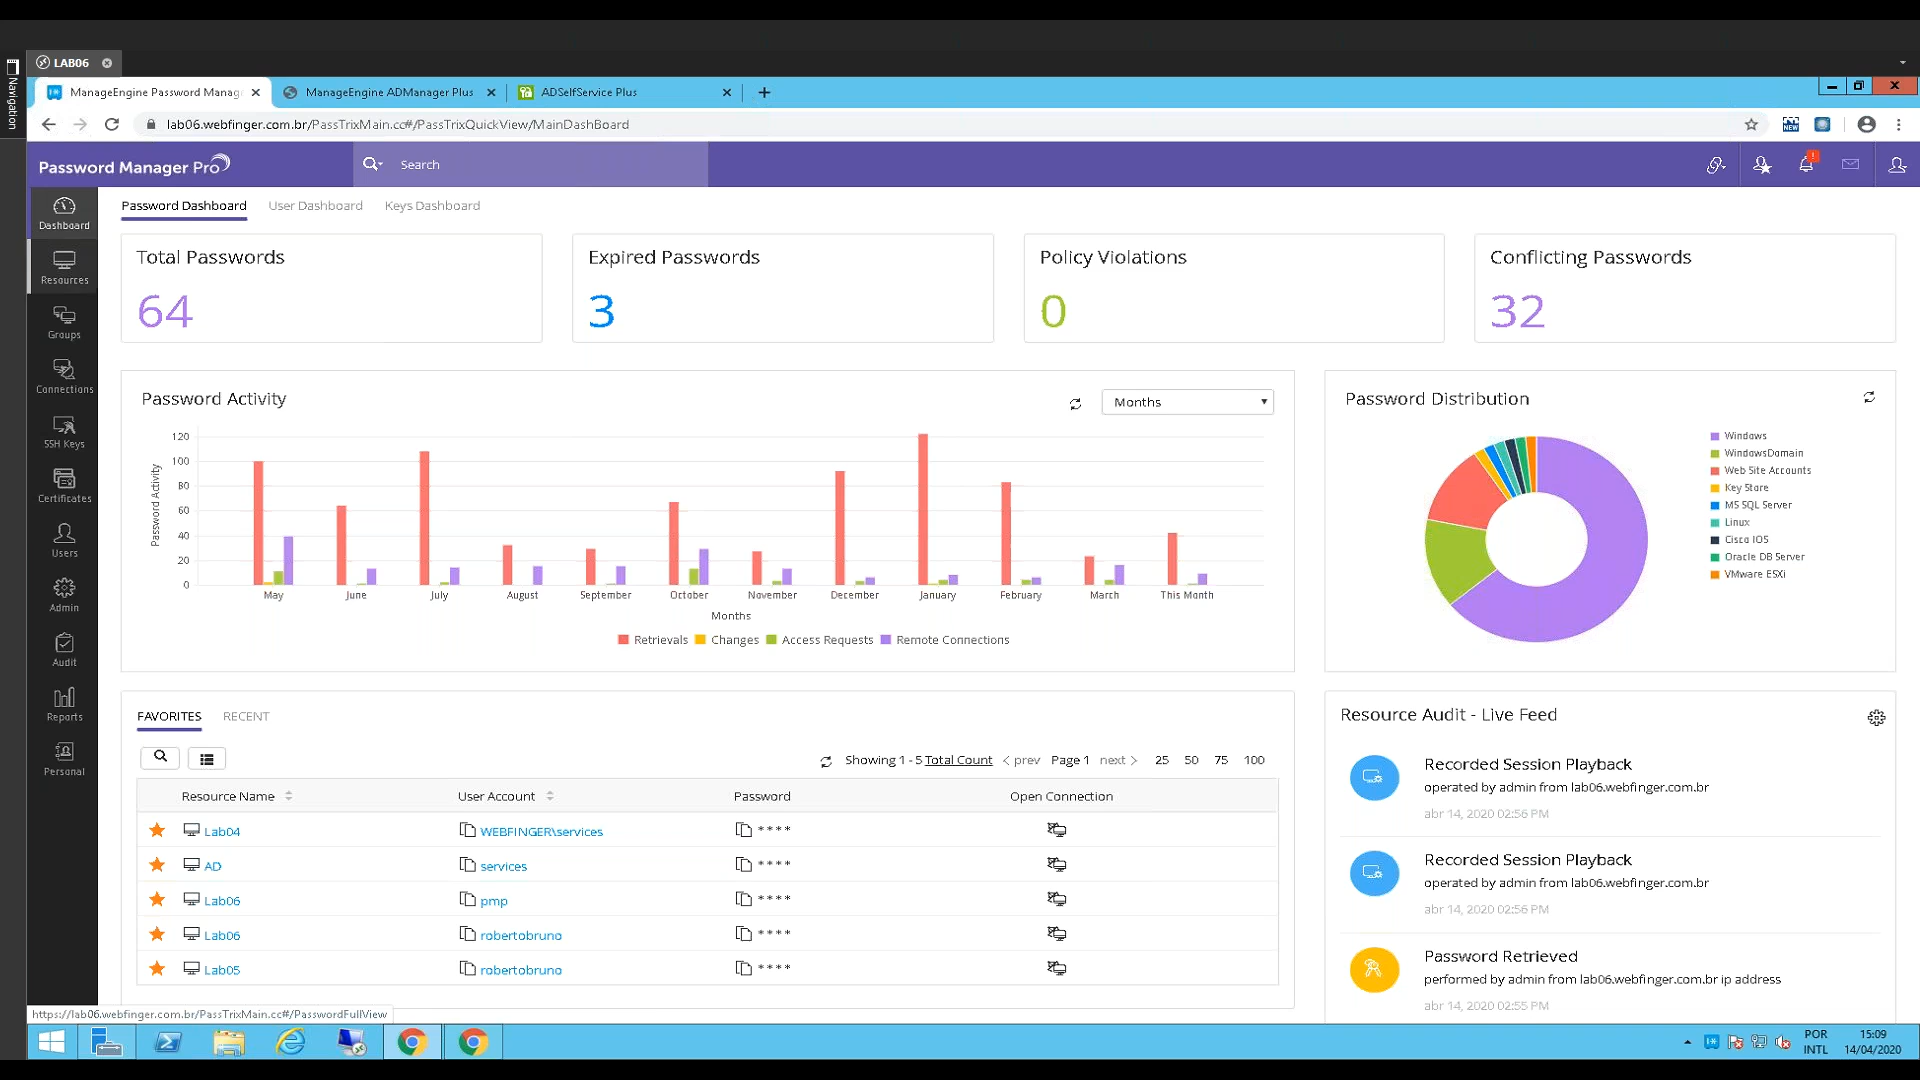 LAB06
Navigation
ManageEngine Password Manag
ManageEngine ADManager Plus
ADSelfService Plus
lab06.webfinger.com.br/PassTrixMain.cc#/PassTrixQuickView/MainDashBoard
NEW
Password Manager Pro
Search
!
Dashboard
Resources
Groups
Connections
SSH Keys
Certificates
Users
Admin
Audit
Reports
Personal
Password Dashboard
User Dashboard
Keys Dashboard
Total Passwords
64
Expired Passwords
3
Policy Violations
0
Conflicting Passwords
32
Password Activity
Months
Password Activity
120
100
80
60
40
20
0
May June July August September October November December January February March This Month
Months
Retrievals Changes Access Requests Remote Connections
Password Distribution
Windows
WindowsDomain
Web Site Accounts
Key Store
MS SQL Server
Linux
Cisco IOS
Oracle DB Server
VMware ESXi
FAVORITES RECENT
Showing 1 - 5 Total Count < prev Page 1 next > 25 50 75 100
Resource Name User Account Password Open Connection
Lab04 WEBFINGER\services ****
AD services ****
Lab06 pmp ****
Lab06 robertobruno ****
Lab05 robertobruno ****
Resource Audit - Live Feed
Recorded Session Playback
operated by admin from lab06.webfinger.com.br
abr 14, 2020 02:56 PM
Recorded Session Playback
operated by admin from lab06.webfinger.com.br
abr 14, 2020 02:56 PM
Password Retrieved
performed by admin from lab06.webfinger.com.br ip address
abr 14, 2020 02:55 PM
https://lab06.webfinger.com.br/PassTrixMain.cc#/PasswordFullView
POR
INTL
15:09
14/04/2020